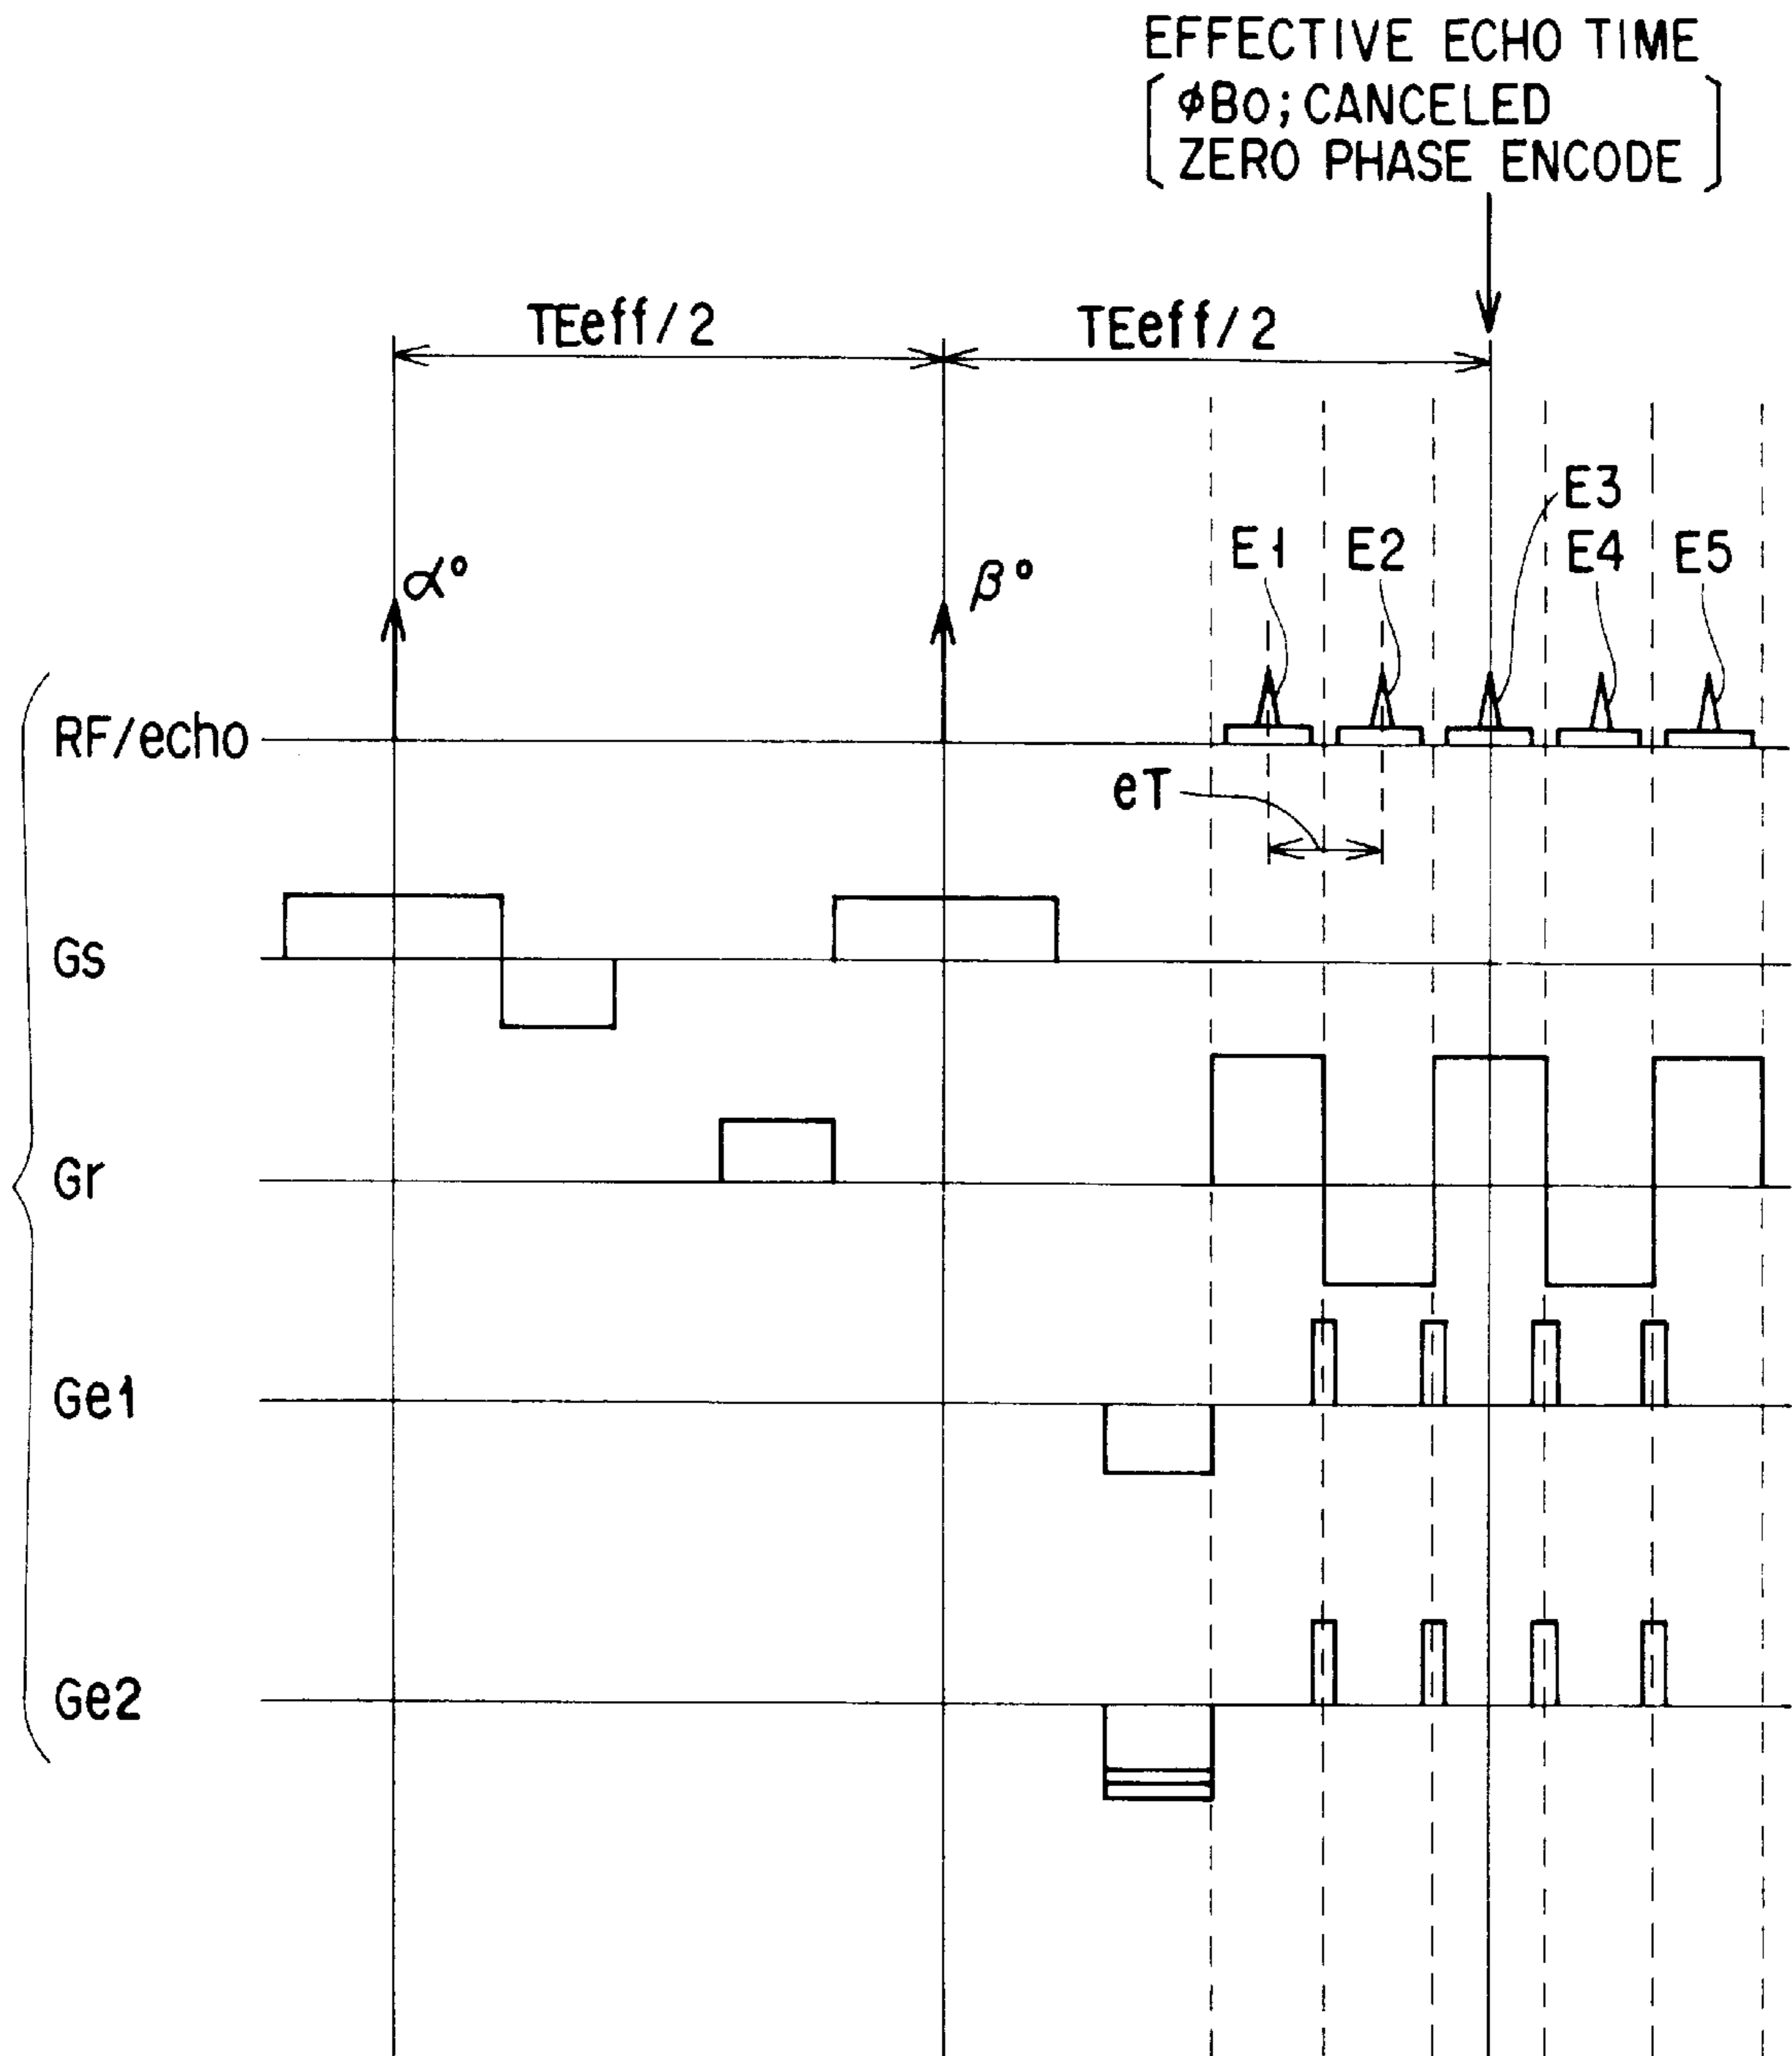 EFFECTIVE ECHO TIME
φBo; CANCELED
ZERO PHASE ENCODE
TEeff/2
TEeff/2
E3
E1
E2
E4
E5
α°
β°
RF/echo
eT
Gs
Gr
Ge1
Ge2